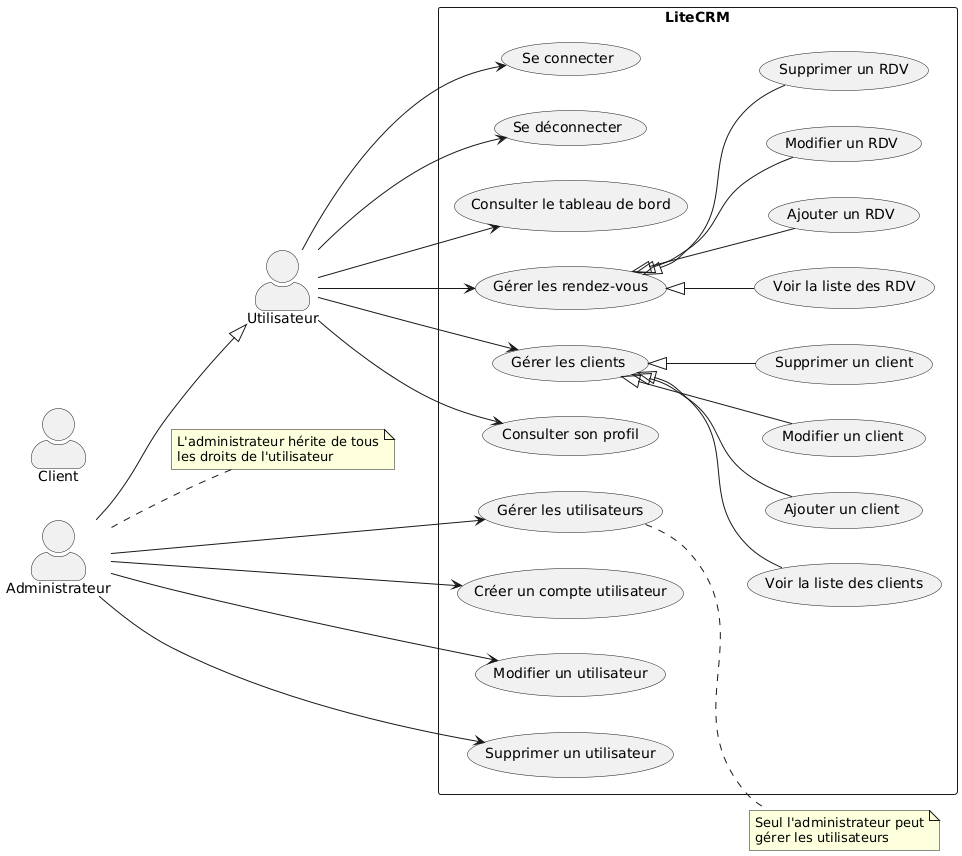 LiteCRM
Se connecter
Supprimer un RDV
Se déconnecter
Modifier un RDV
Consulter le tableau de bord
Ajouter un RDV
Gérer les rendez-vous
Voir la liste des RDV
Utilisateur
Gérer les clients
Supprimer un client
Consulter son profil
Modifier un client
L'administrateur hérite de tous
les droits de l'utilisateur
Client
Gérer les utilisateurs
Ajouter un client
Administrateur
Créer un compte utilisateur
Voir la liste des clients
Modifier un utilisateur
Supprimer un utilisateur
Seul l'administrateur peut
gérer les utilisateurs